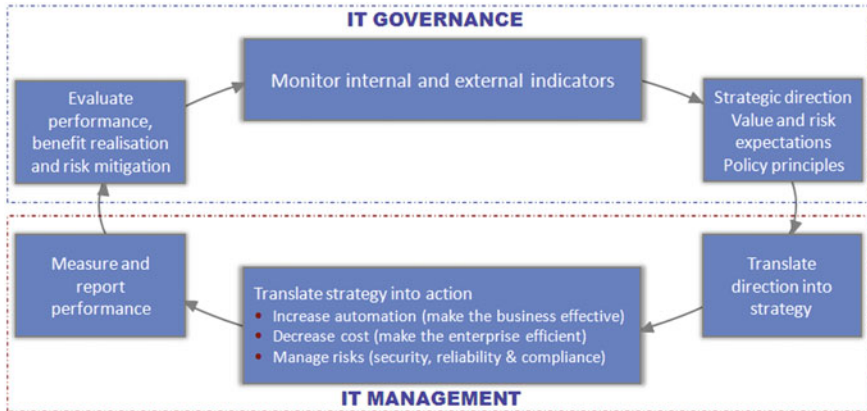 IT GOVERNANCE
Monitor internal and external indicators
Evaluate
performance,
benefit realisation
and risk mitigation
Strategic direction
Value and risk
expectations
Policy principles
Measure and
report
performance
Translate strategy into action
• Increase automation (make the business effective)
• Decrease cost (make the enterprise efficient)
• Manage risks (security, reliability & compliance)
Translate
direction into
strategy
IT MANAGEMENT